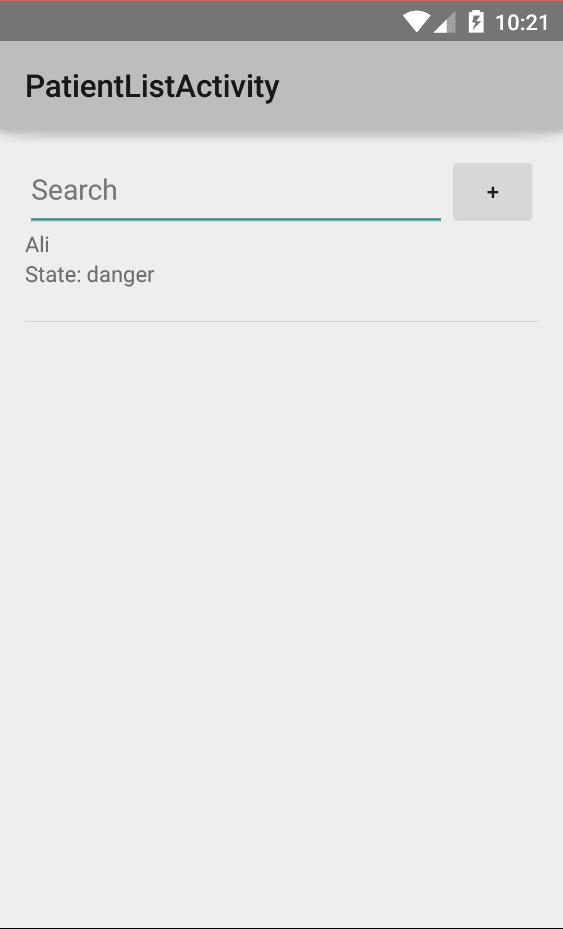 10:21
PatientListActivity
Search
+
Ali
State: danger